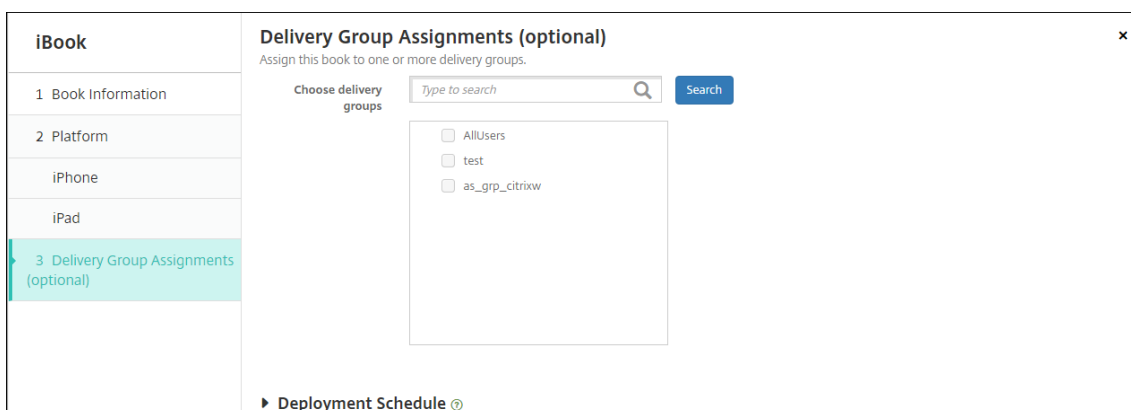 iBook
1 Book Information
2 Platform
iPhone
iPad
3 Delivery Group Assignments
(optional)
Delivery Group Assignments (optional)
Assign this book to one or more delivery groups.
Choose delivery
groups
Type to search
Search
AllUsers
test
as_grp_citrixw
Deployment Schedule ?